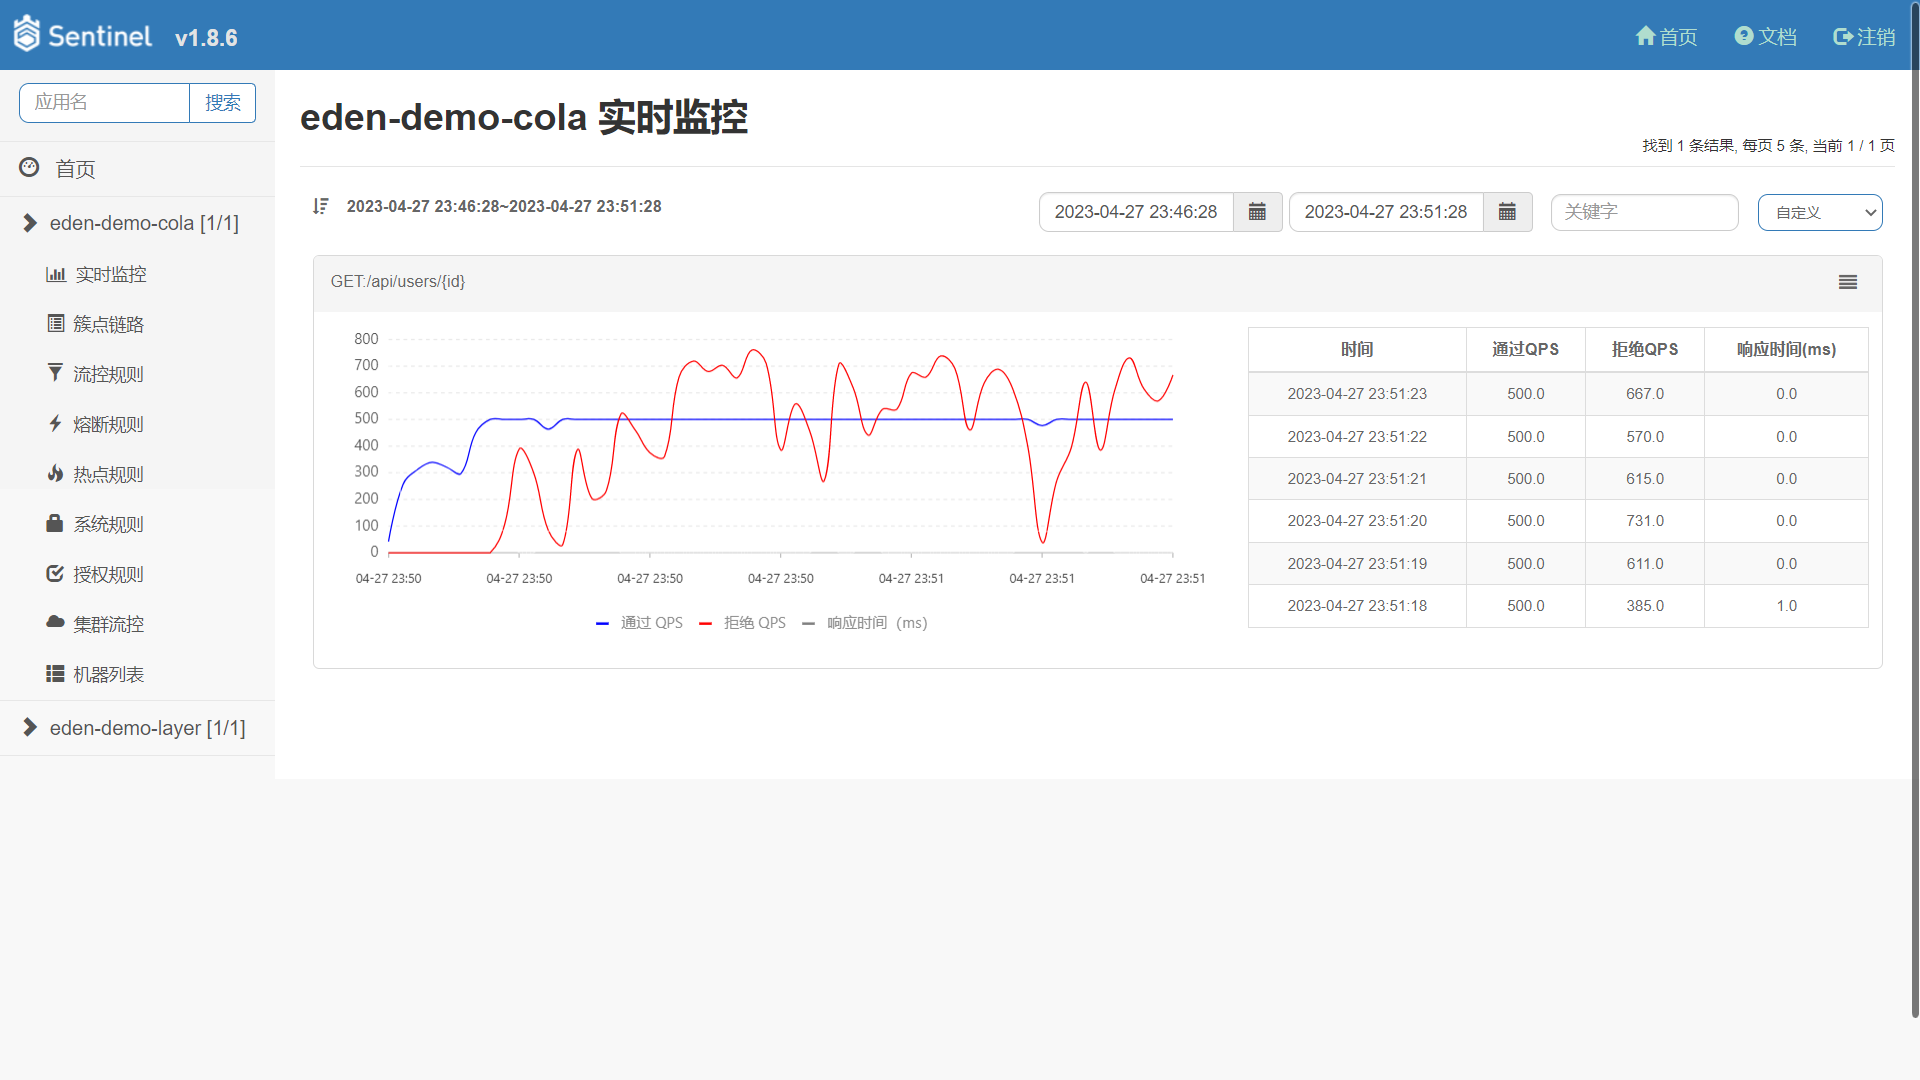 Sentinel v1.8.6
首页 文档 注销
应用名 搜索
首页
eden-demo-cola [1/1]
实时监控
簇点链路
流控规则
熔断规则
热点规则
系统规则
授权规则
集群流控
机器列表
eden-demo-layer [1/1]
eden-demo-cola 实时监控
找到 1 条结果, 每页 5 条, 当前 1 / 1 页
2023-04-27 23:46:28~2023-04-27 23:51:28
2023-04-27 23:46:28 2023-04-27 23:51:28 关键字 自定义
GET:/api/users/{id}
800
700
600
500
400
300
200
100
0
04-27 23:50 04-27 23:50 04-27 23:50 04-27 23:50 04-27 23:51 04-27 23:51 04-27 23:51
通过 QPS 拒绝 QPS 响应时间 (ms)
时间 通过QPS 拒绝QPS 响应时间(ms)
2023-04-27 23:51:23 500.0 667.0 0.0
2023-04-27 23:51:22 500.0 570.0 0.0
2023-04-27 23:51:21 500.0 615.0 0.0
2023-04-27 23:51:20 500.0 731.0 0.0
2023-04-27 23:51:19 500.0 611.0 0.0
2023-04-27 23:51:18 500.0 385.0 1.0